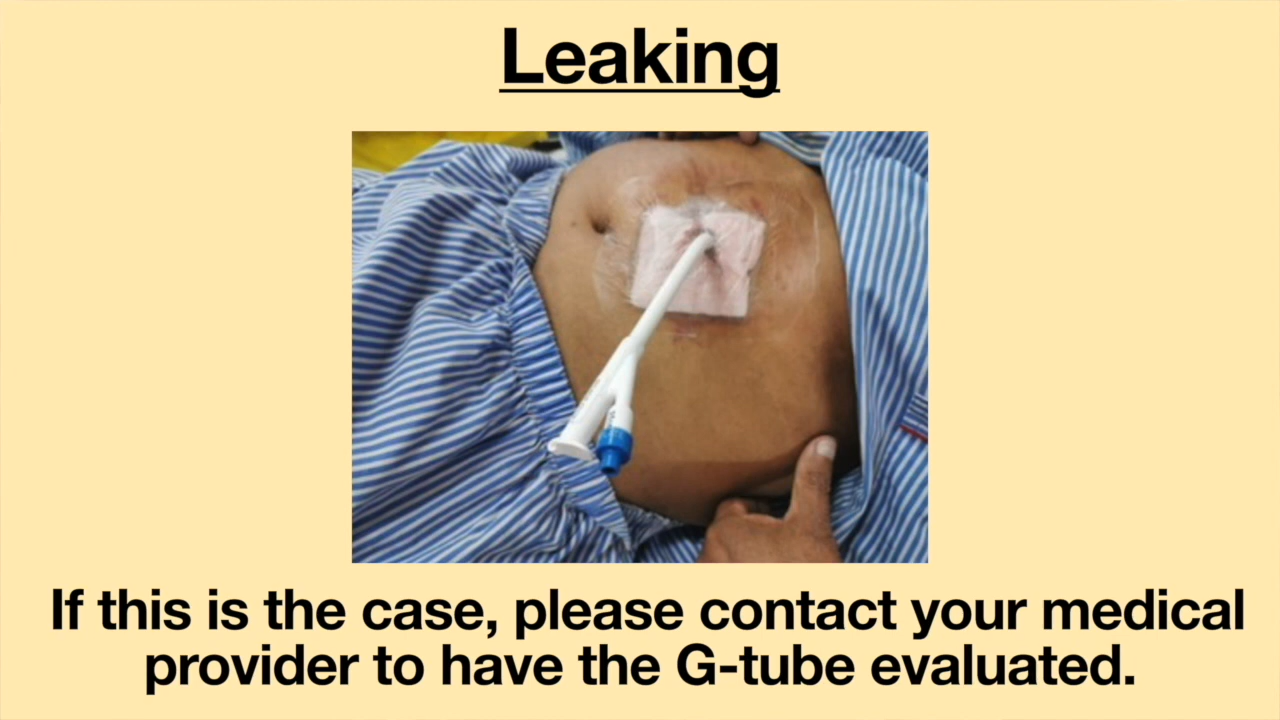 Leaking
If this is the case, please contact your medical
provider to have the G-tube evaluated.